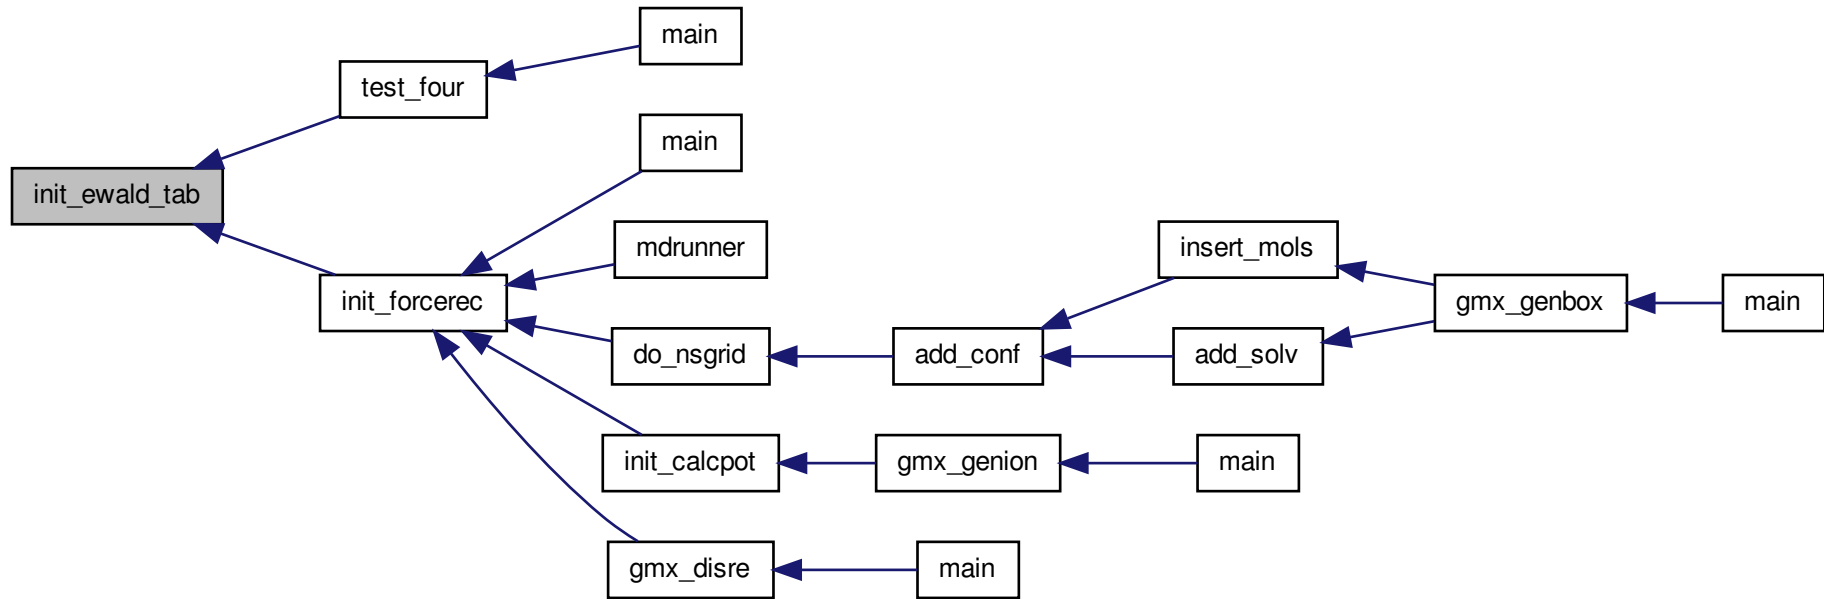 main
test_four
main
init_ewald_tab
mdrunner
insert_mols
init_forcerec
gmx_genbox
main
do_nsgrid
add_conf
add_solv
init_calcpot
gmx_genion
main
gmx_disre
main